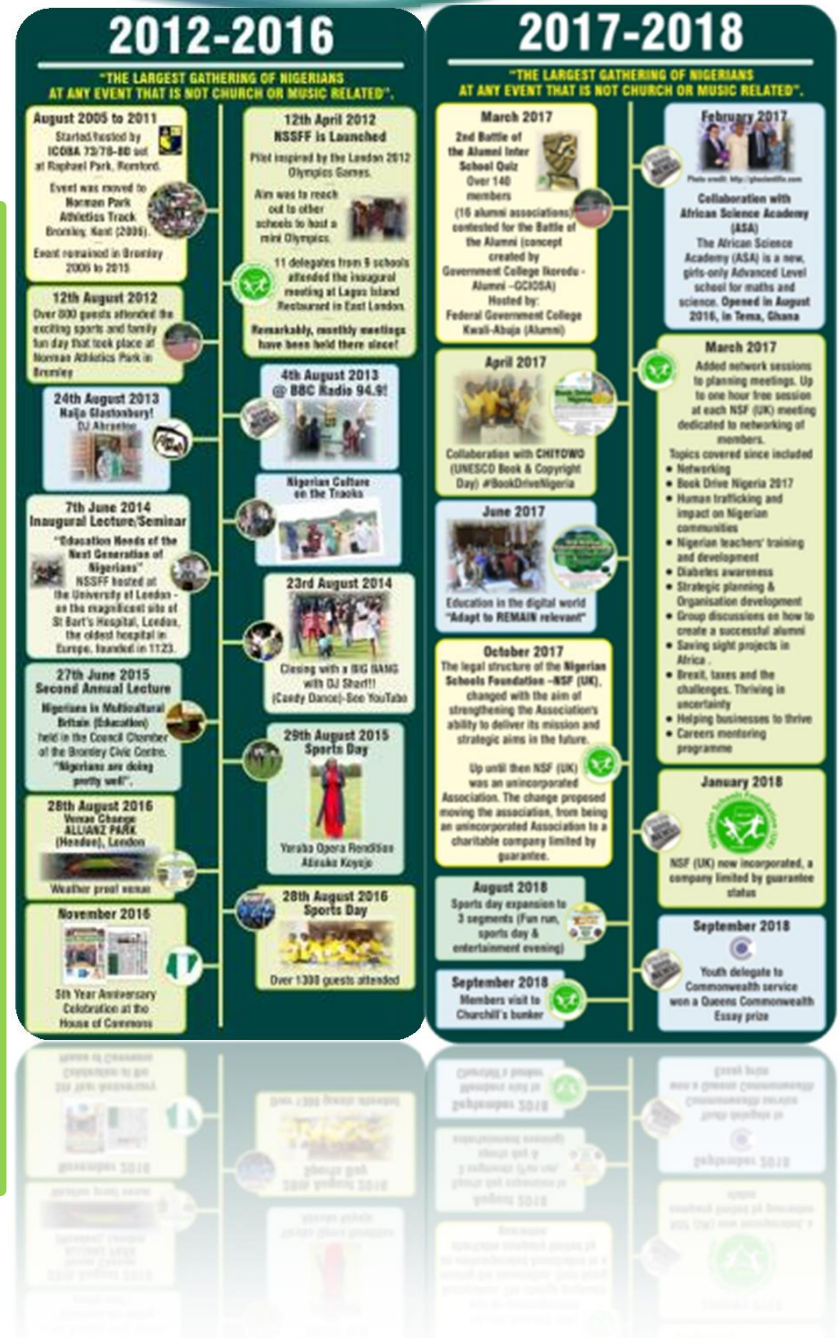 2012-2016
"THE LARGEST GATHERING OF NIGERIANS
AT ANY EVENT THAT IS NOT CHURCH OR MUSIC RELATED".
August 2005 to 2011
Started/hosted by
ICOBA 73/78-80 set
at Raphael Park, Romford.
Event was moved to
Norman Park
Athletics Track
Bromley, Kent (2006).
Event remained in Bromley
2006 to 2015
12th April 2012
NSSFF is Launched
Pilot inspired by the London 2012
Olympics Games.
Aim was to reach
out to other
schools to host a
mini Olympics.
11 delegates from 9 schools
attended the inaugural
meeting at Lagos Island
Restaurant in East London.
Remarkably, monthly meetings
have been held there since!
12th August 2012
Over 800 guests attended the
exciting sports and family
fun day that took place at
Norman Athletics Park in
Bromley
24th August 2013
Naija Glastonbury!
DJ Abrantee
4th August 2013
@ BBC Radio 94.9!
Nigerian Culture
on the Tracks
7th June 2014
Inaugural Lecture/Seminar
"Education Needs of the
Next Generation of
Nigerians"
NSSFF hosted at
the University of London -
on the magnificent site of
St Bart's Hospital, London,
the oldest hospital in
Europe, founded in 1123.
23rd August 2014
Closing with a BIG BANG
with DJ Shart!!!
(Candy Dance)-See YouTube
27th June 2015
Second Annual Lecture
Nigerians in Multicultural
Britain (Education)
held in the Council Chamber
of the Bromley Civic Centre.
"Nigerians are doing
pretty well".
29th August 2015
Sports Day
Yoruba Opera Rendition
28th August 2016
Venue Change
ALLIANZ PARK
(Hendon), London
Weather proof venue
28th August 2016
Sports Day
Over 1300 guests attended
November 2016
5th Year Anniversary
Celebration at the
House of Commons
2017-2018
"THE LARGEST GATHERING OF NIGERIANS
AT ANY EVENT THAT IS NOT CHURCH OR MUSIC RELATED".
March 2017
2nd Battle of
the Alumni Inter
School Quiz
Over 140
members
(16 alumni associations)
contested for the Battle of
the Alumni (concept
created by
Government College Ikorodu -
Alumni -GCIOSA)
Hosted by:
Federal Government College
Kwali-Abuja (Alumni)
February 2017
Collaboration with
African Science Academy
(ASA)
The African Science
Academy (ASA) is a new,
girls-only Advanced Level
school for maths and
science. Opened in August
2016, in Tema, Ghana
April 2017
Collaboration with CHIYOWO
(UNESCO Book & Copyright
Day) #BookDriveNigeria
March 2017
Added network sessions
to planning meetings. Up
to one hour free session
at each NSF (UK) meeting
dedicated to networking of
members.
Topics covered since included
• Networking
• Book Drive Nigeria 2017
• Human trafficking and
impact on Nigerian
communities
• Nigerian teachers' training
and development
• Diabetes awareness
• Strategic planning &
Organisation development
• Group discussions on how to
create a successful alumni
• Saving sight projects in
Africa .
• Brexit, taxes and the
challenges. Thriving in
uncertainty
• Helping businesses to thrive
• Careers mentoring
programme
June 2017
Education in the digital world
"Adapt to REMAIN relevant"
October 2017
The legal structure of the Nigerian
Schools Foundation –NSF (UK),
changed with the aim of
strengthening the Association's
ability to deliver its mission and
strategic aims in the future.
Up until then NSF (UK)
was an unincorporated
Association. The change proposed
moving the association, from being
an unincorporated Association to a
charitable company limited by
guarantee.
January 2018
Nigerian Schools Foundation (UK)
NSF (UK) now incorporated, a
company limited by guarantee
status
August 2018
Sports day expansion to
3 segments (Fun run,
sports day &
entertainment evening)
September 2018
Youth delegate to
Commonwealth service
won a Queens Commonwealth
Essay prize
September 2018
Members visit to
Churchill's bunker